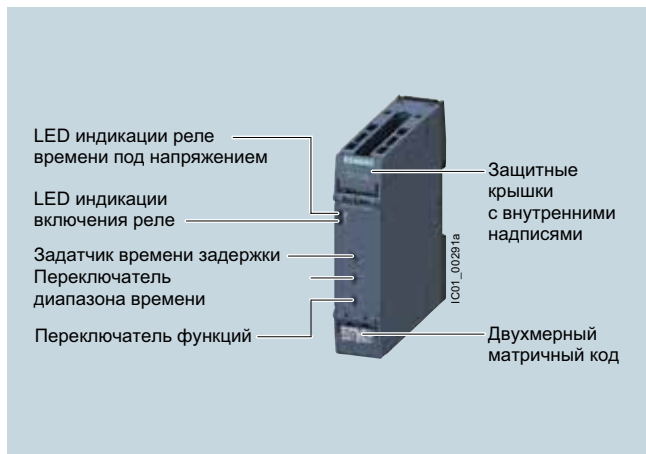 LED индикации реле
времени под напряжением
LED индикации
включения реле
Задатчик времени задержки
Переключатель
диапазона времени
Переключатель функций
Защитные
крышки
с внутренними
надписями
IC01_00291a
Двухмерный
матричный код